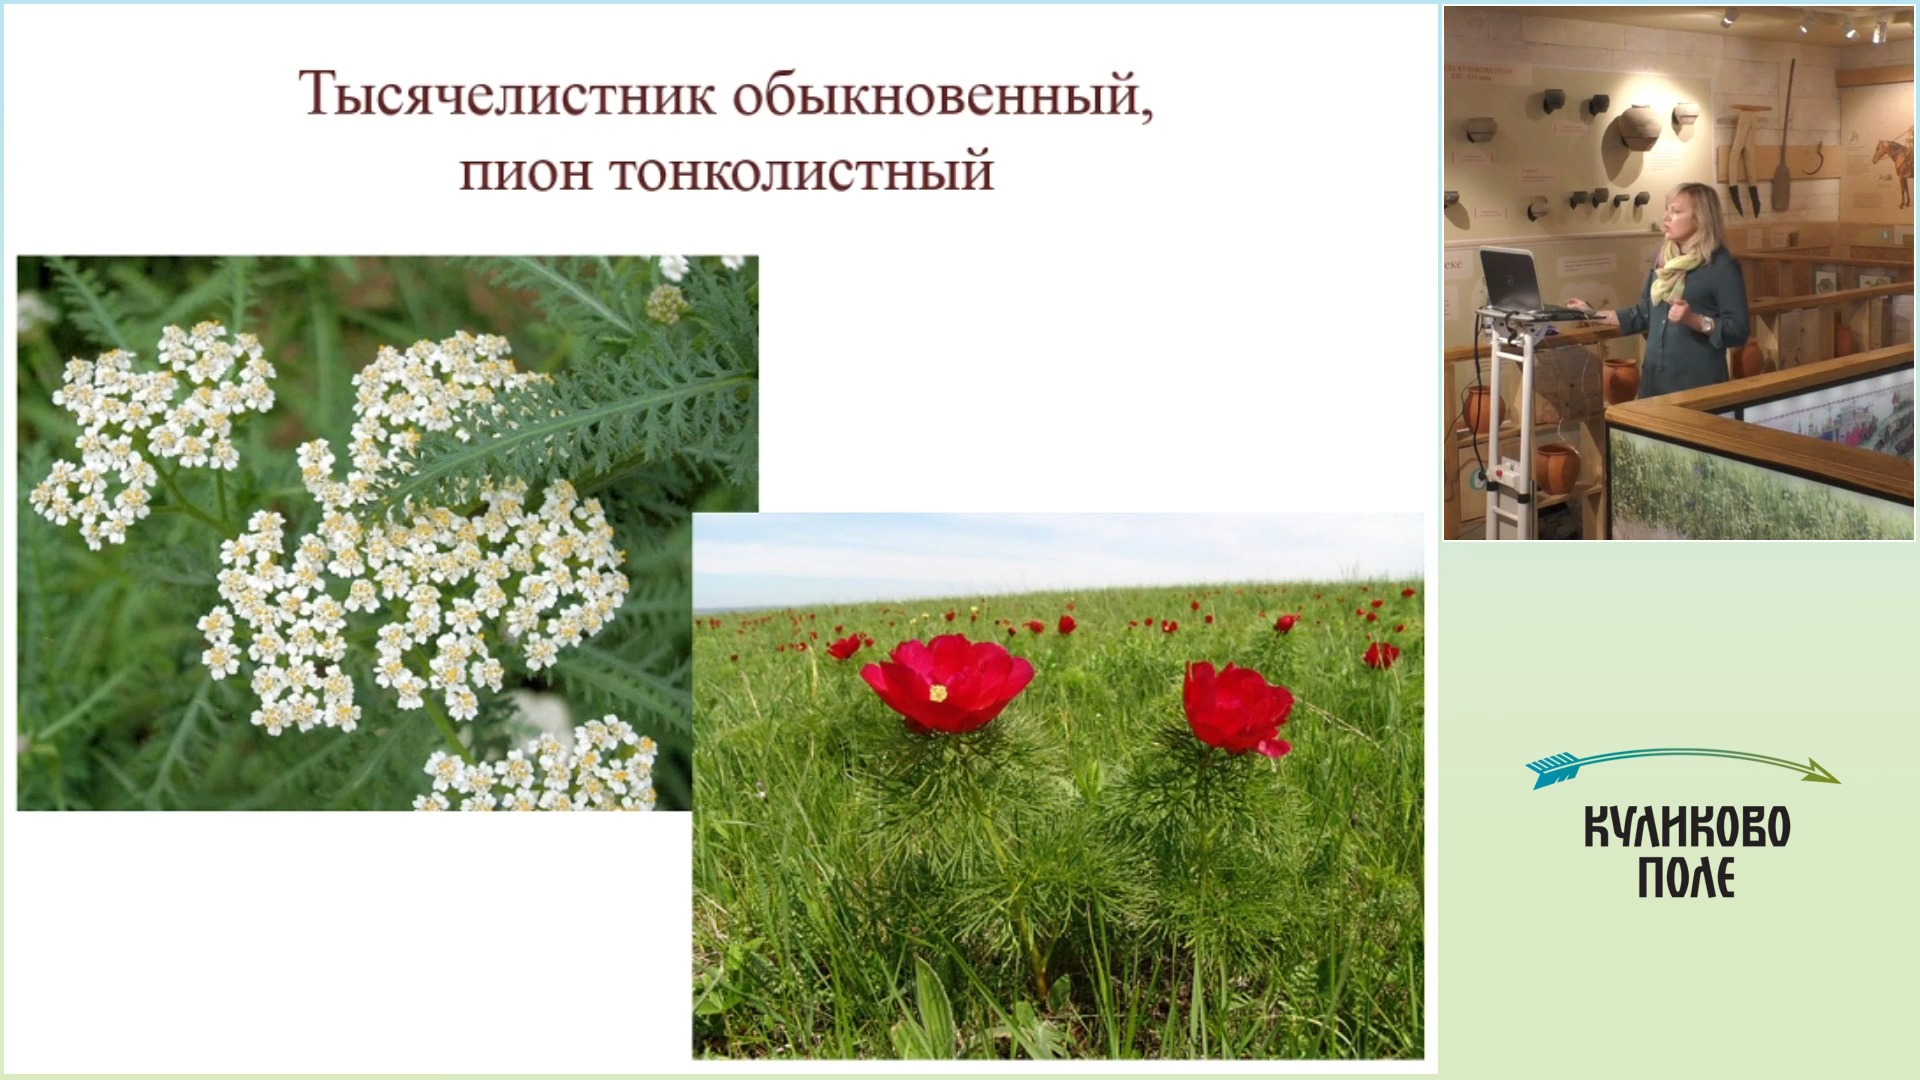 Тысячелистник обыкновенный,
пион тонколистный
КУЛИКОВО
ПОЛЕ